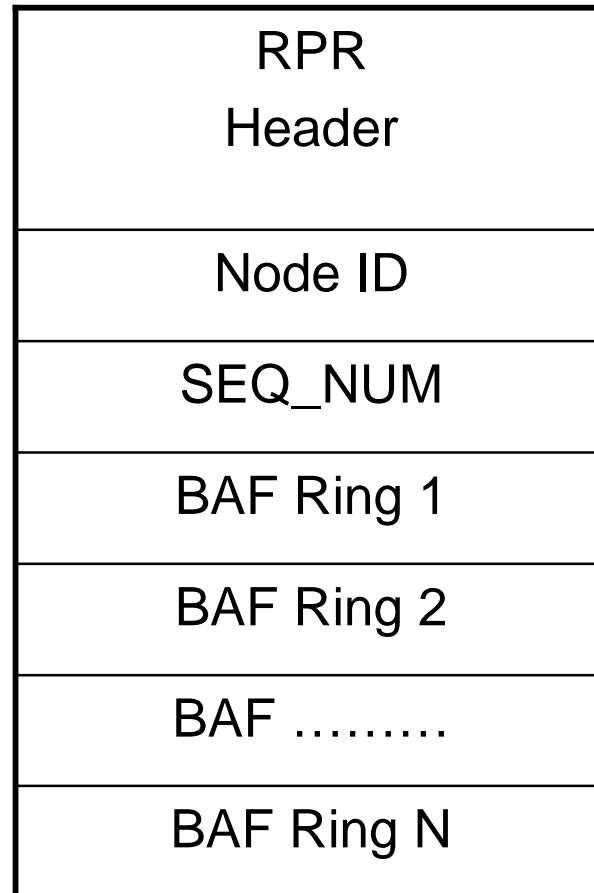 RPR
Header
Node ID
SEQ_NUM
BAF Ring 1
BAF Ring 2
BAF .........
BAF Ring N